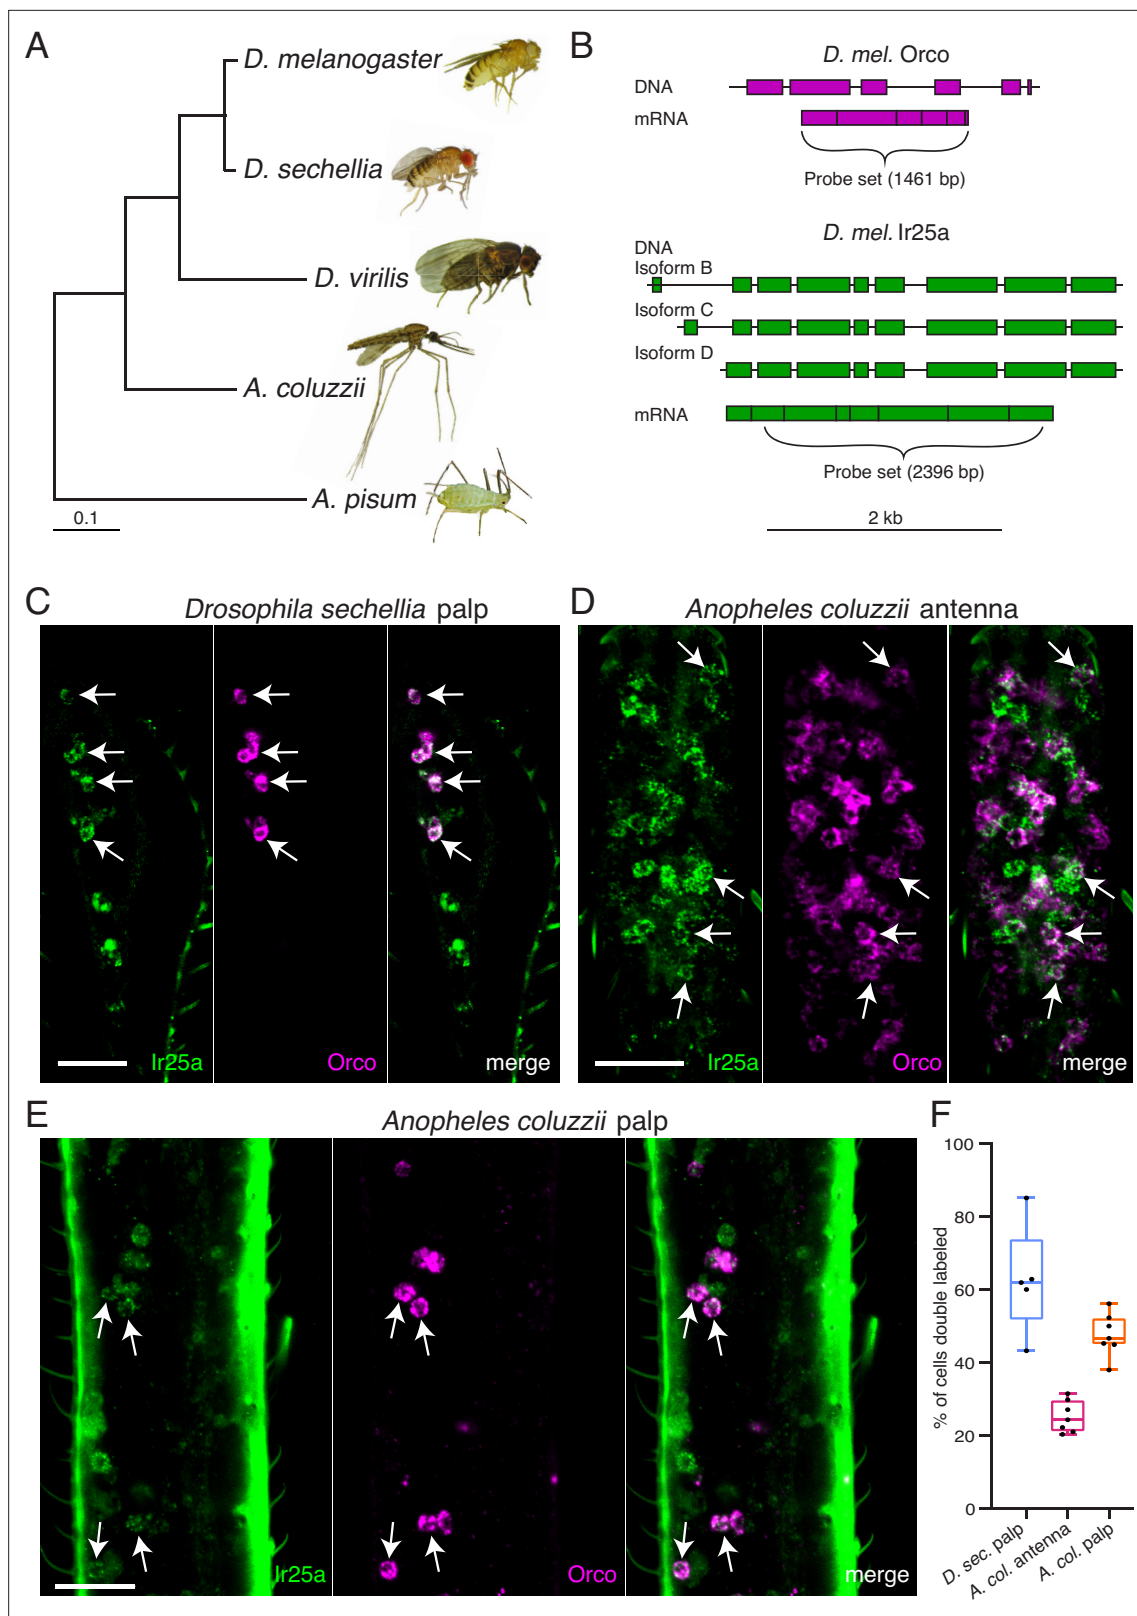 A
D. melanogaster
D. sechellia
D. virilis
A. coluzzii
A. pisum
0.1
B
D. mel. Orco
DNA
mRNA
Probe set (1461 bp)
D. mel. Ir25a
DNA
Isoform B
Isoform C
Isoform D
mRNA
Probe set (2396 bp)
2 kb
C
Drosophila sechellia palp
Ir25a
Orco
merge
D
Anopheles coluzzii antenna
Ir25a
Orco
merge
E
Anopheles coluzzii palp
Ir25a
Orco
merge
F
% of cells double labeled
100
80
60
40
20
0
D. sec. palp
A. col. antenna
A. col. palp